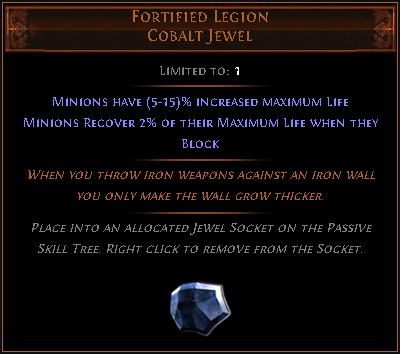 Fortified Legion
Cobalt Jewel
Limited to: 1
Minions have (5-15)% increased maximum Life
Minions Recover 2% of their Maximum Life when they
Block
When you throw iron weapons against an iron wall
you only make the wall grow thicker.
Place into an allocated Jewel Socket on the Passive
Skill Tree. Right click to remove from the Socket.